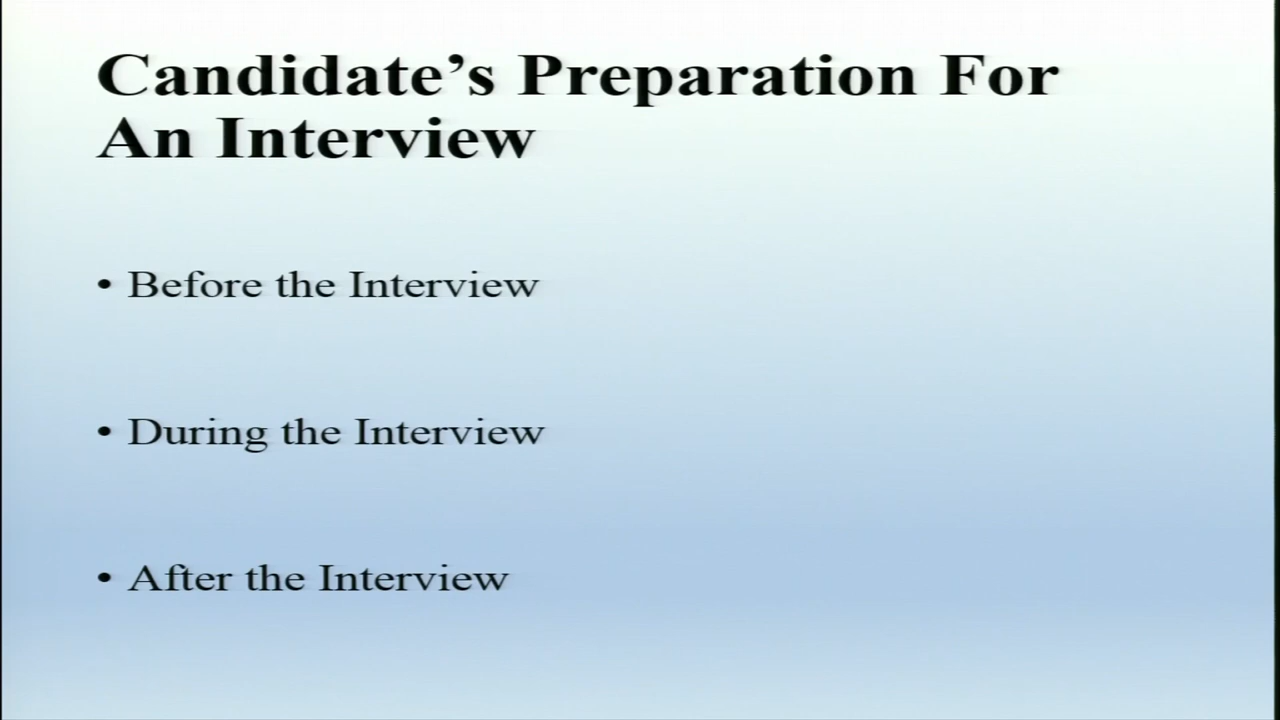 Candidate’s Preparation For
An Interview
• Before the Interview
• During the Interview
• After the Interview